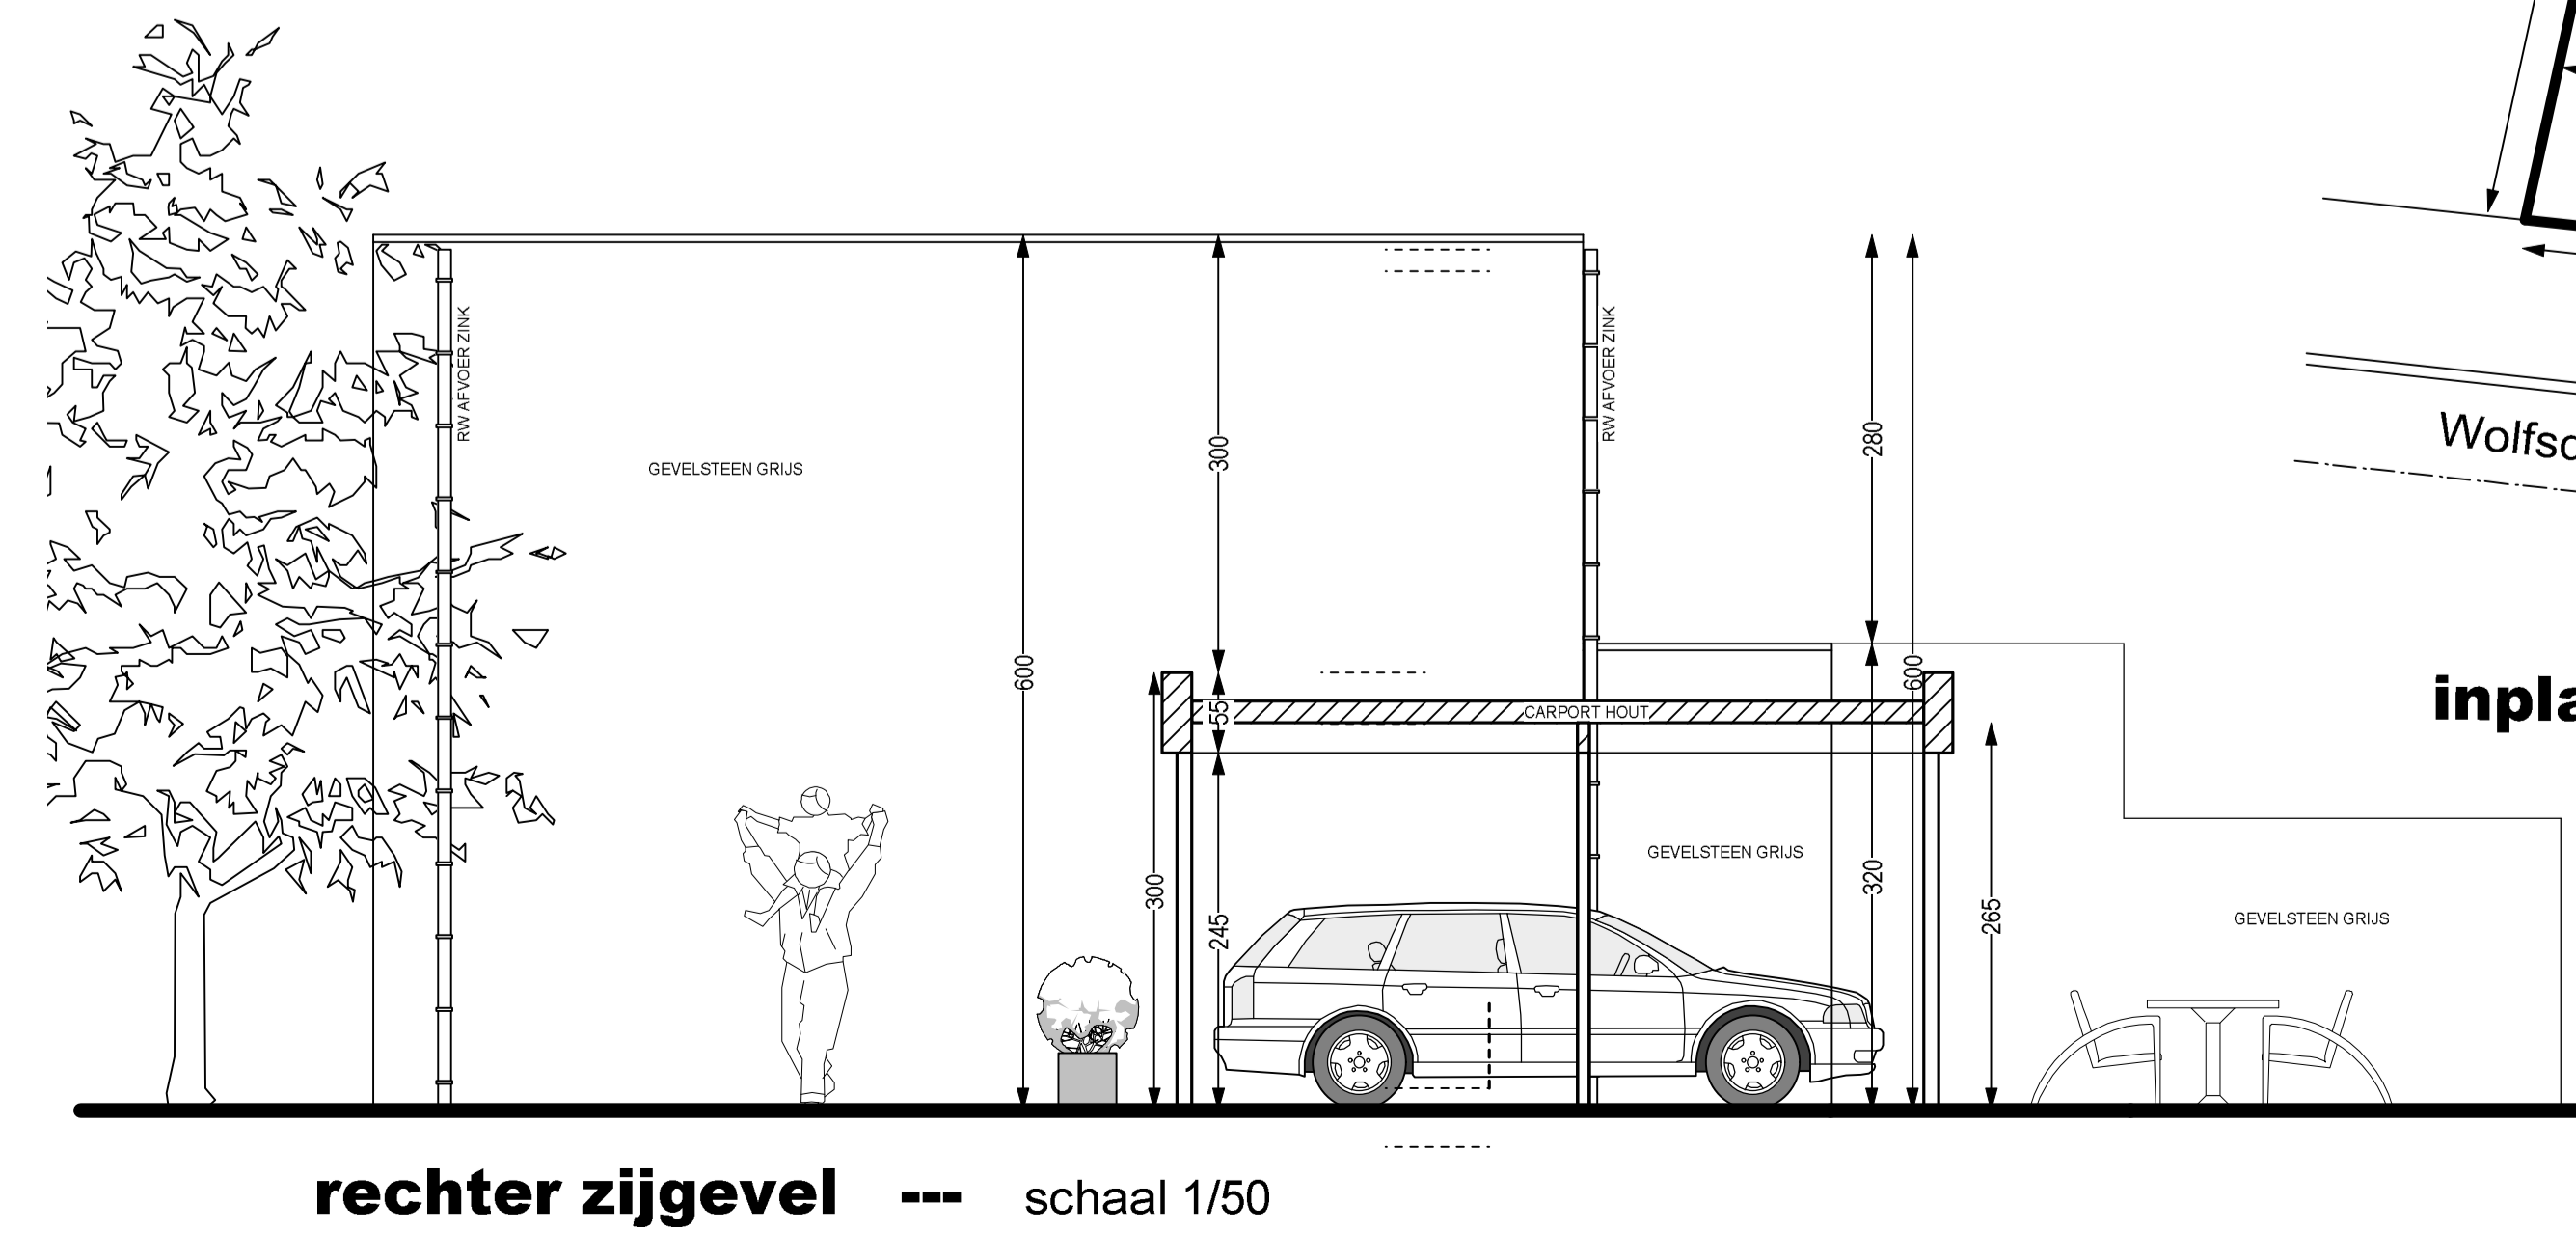 RW AFVOER ZINK
RW AFVOER ZINK
GEVELSTEEN GRIJS
300
280
600
600
55
CARPORT HOUT
300
245
GEVELSTEEN GRIJS
320
265
GEVELSTEEN GRIJS
Wolfsc
inpla
rechter zijgevel --- schaal 1/50